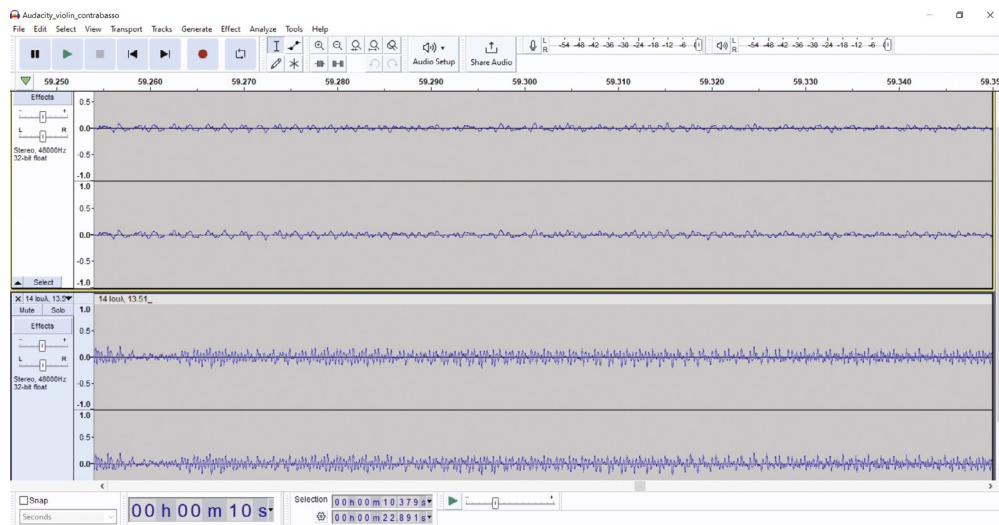 Audacity_violin_contrabasso
File Edit Select View Transport Tracks Generate Effect Analyze Tools Help
Audio Setup
Share Audio
L
R
-54 -48 -42 -36 -30 -24 -18 -12 -6
L
R
-54 -48 -42 -36 -30 -24 -18 -12 -6
59.250 59.260 59.270 59.280 59.290 59.300 59.310 59.320 59.330 59.340 59.35
Effects
- +
L R
Stereo, 48000Hz
32-bit float
Select
0.5
0.0
-0.5
-1.0
1.0
0.5
0.0
-0.5
-1.0
14 Ιουλ, 13.5
14 Ιουλ, 13.51_
Mute Solo
Effects
- +
L R
Stereo, 48000Hz
32-bit float
1.0
0.5
0.0
-0.5
-1.0
1.0
0.5
0.0
Snap
Seconds
00 h 00 m 10 s
Selection
00 h 00 m 10.379 s
00 h 00 m 22.891 s
- +